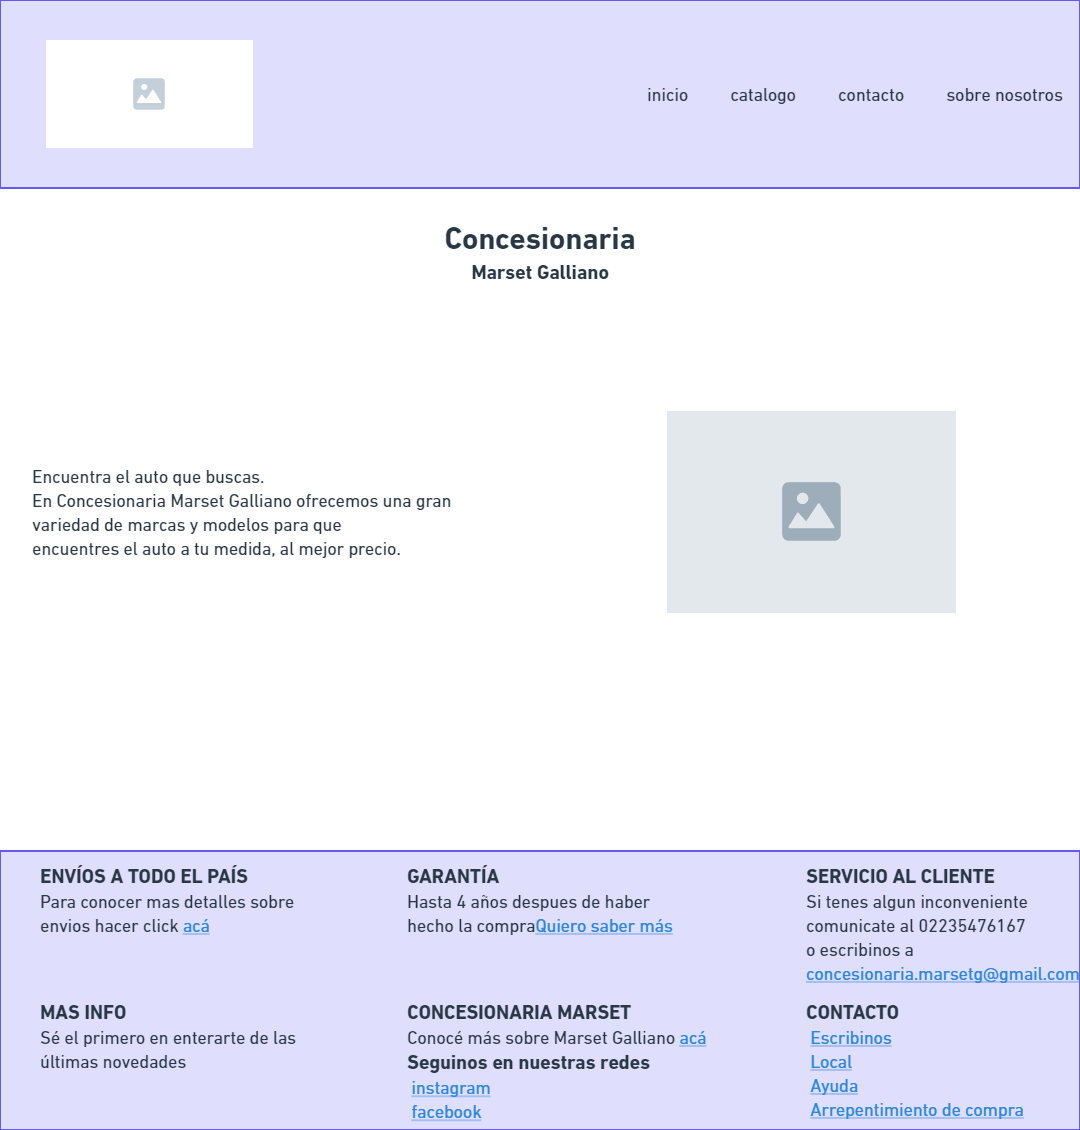 inicio catalogo contacto sobre nosotros
Concesionaria
Marset Galliano
Encuentra el auto que buscas.
En Concesionaria Marset Galliano ofrecemos una gran
variedad de marcas y modelos para que
encuentres el auto a tu medida, al mejor precio.
ENVÍOS A TODO EL PAÍS
Para conocer mas detalles sobre
envios hacer click acá
GARANTÍA
Hasta 4 años despues de haber
hecho la compraQuiero saber más
SERVICIO AL CLIENTE
Si tenes algun inconveniente
comunicate al 02235476167
o escribinos a
concesionaria.marsetg@gmail.com
MAS INFO
Sé el primero en enterarte de las
últimas novedades
CONCESIONARIA MARSET
Conocé más sobre Marset Galliano acá
Seguinos en nuestras redes
instagram
facebook
CONTACTO
Escribinos
Local
Ayuda
Arrepentimiento de compra